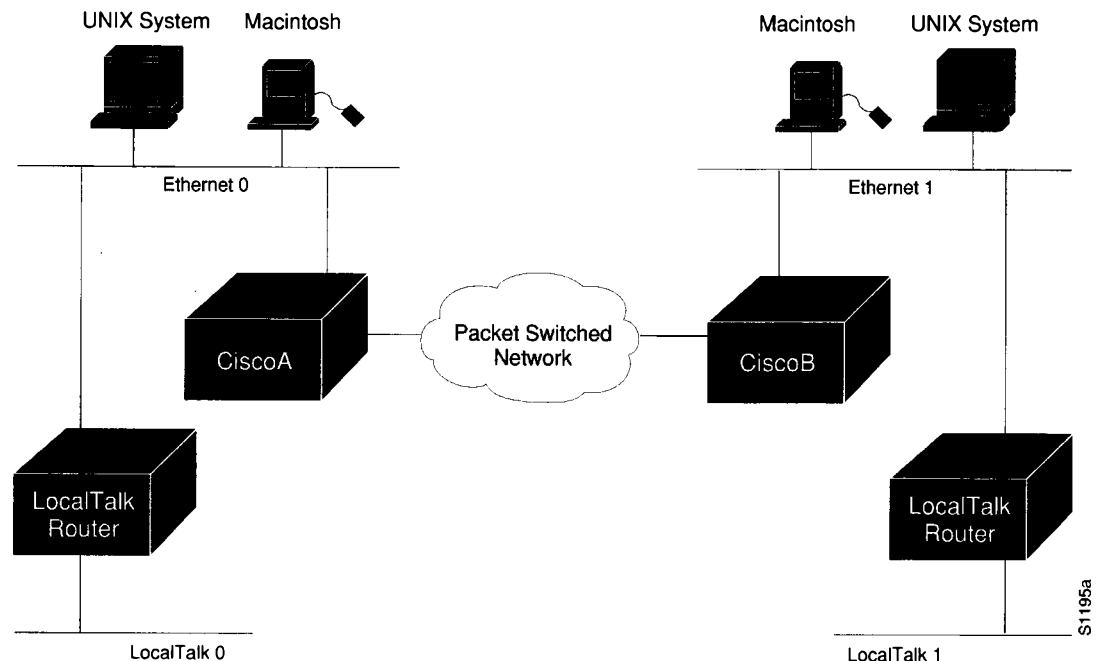 UNIX System
Macintosh
Macintosh
UNIX System
Ethernet 0
Ethernet 1
CiscoA
Packet Switched
Network
CiscoB
LocalTalk
Router
LocalTalk
Router
LocalTalk 0
LocalTalk 1
S1195a